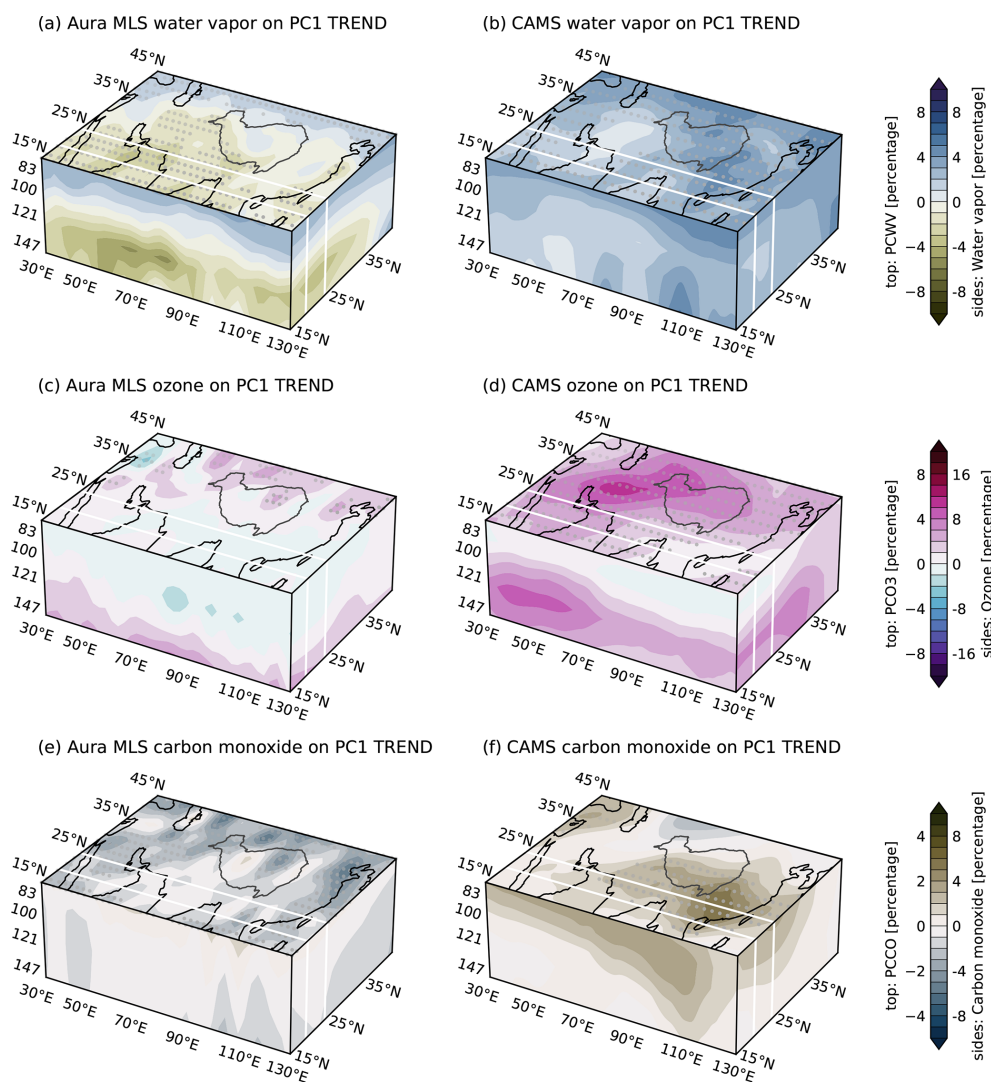 (a) Aura MLS water vapor on PC1 TREND
(b) CAMS water vapor on PC1 TREND
45°N
35°N
25°N
15°N
83
100
121
147
30°E
50°E
70°E
90°E
110°E
130°E
15°N
25°N
35°N
45°N
35°N
25°N
15°N
83
100
121
147
30°E
50°E
70°E
90°E
110°E
130°E
15°N
25°N
35°N
top: PCWV [percentage]
8
4
0
−4
−8
8
4
0
-4
-8
sides: Water vapor [percentage]
(c) Aura MLS ozone on PC1 TREND
(d) CAMS ozone on PC1 TREND
45°N
35°N
25°N
15°N
83
100
121
147
30°E
50°E
70°E
90°E
110°E
130°E
15°N
25°N
35°N
45°N
35°N
25°N
15°N
83
100
121
147
30°E
50°E
70°E
90°E
110°E
130°E
15°N
25°N
35°N
top: PCO3 [percentage]
8
4
0
−4
−8
16
8
0
-8
-16
sides: Ozone [percentage]
(e) Aura MLS carbon monoxide on PC1 TREND
(f) CAMS carbon monoxide on PC1 TREND
45°N
35°N
25°N
15°N
83
100
121
147
30°E
50°E
70°E
90°E
110°E
130°E
15°N
25°N
35°N
45°N
35°N
25°N
15°N
83
100
121
147
30°E
50°E
70°E
90°E
110°E
130°E
15°N
25°N
35°N
top: PCCO [percentage]
4
2
0
−2
−4
8
4
0
-4
-8
sides: Carbon monoxide [percentage]